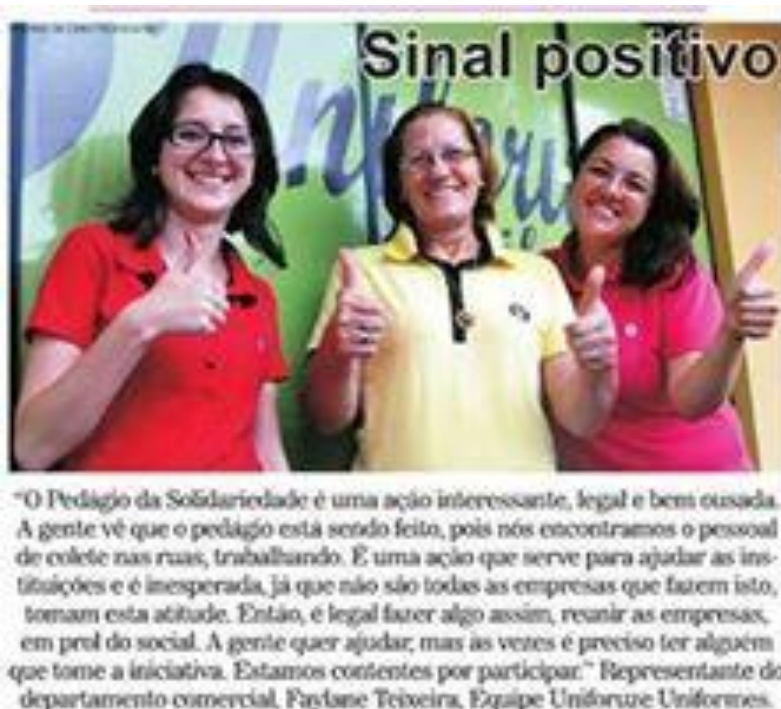 Sinal positivo
"O Pedágio da Solidariedade é uma ação interessante, legal e bem ousada.
A gente vê que o pedágio está sendo feito, pois nós encontramos o pessoal
de colete nas ruas, trabalhando. É uma ação que serve para ajudar as ins-
tituições e é inesperada, já que não são todas as empresas que fazem isto,
tomam esta atitude. Então, é legal fazer algo assim, reunir as empresas,
em prol do social. A gente quer ajudar, mas às vezes é preciso ter alguém
que tome a iniciativa. Estamos contentes por participar." Representante do
departamento comercial, Faylane Teixeira, Equipe Uniforuze Uniformes.